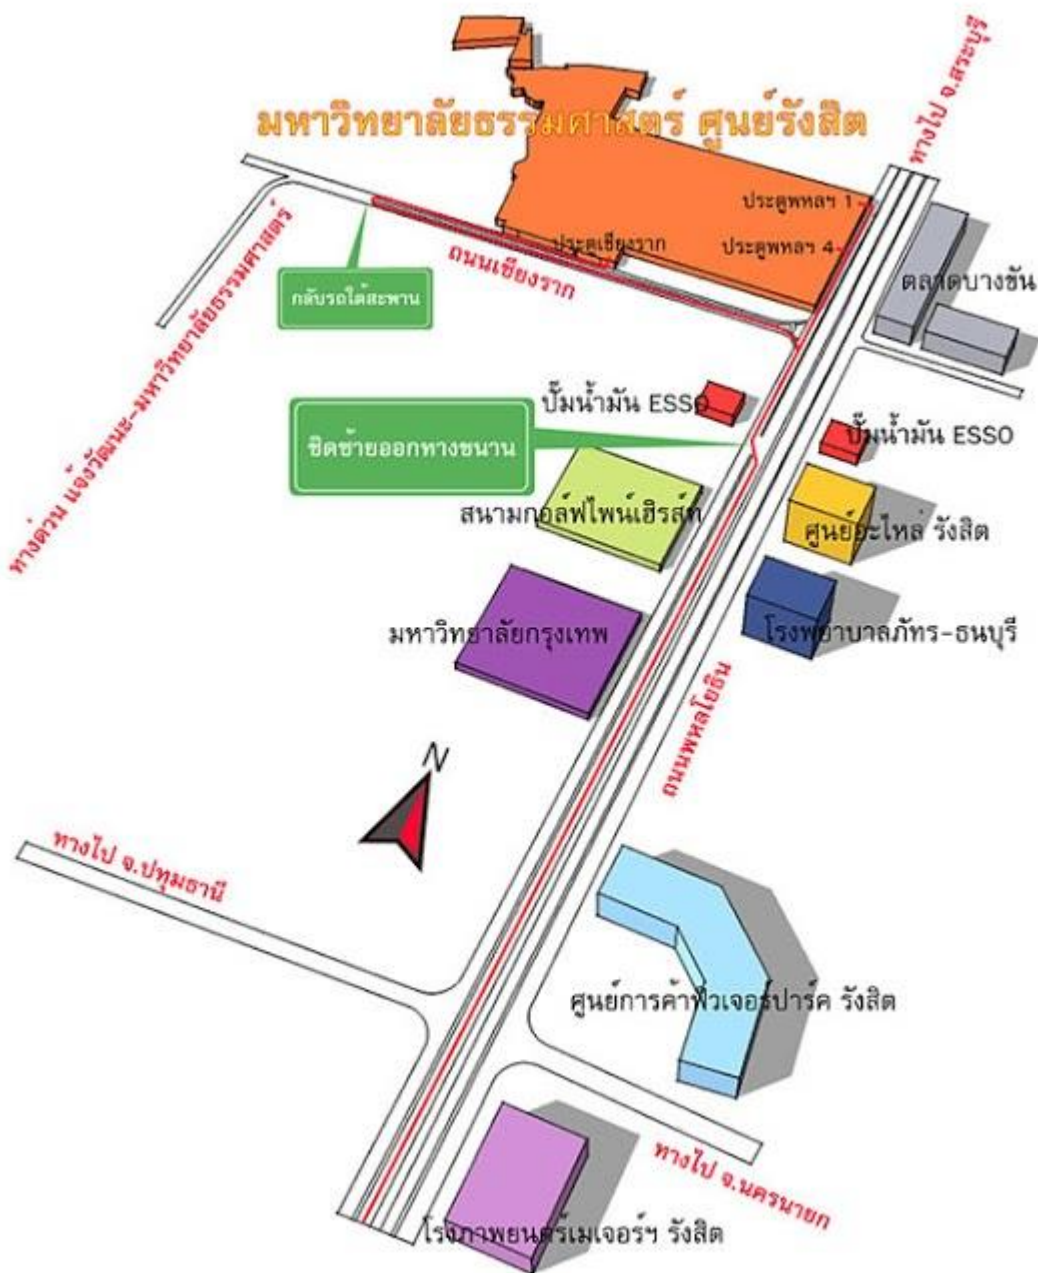 มหาวิทยาลัยธรรมศาสตร์ ศูนย์รังสิต
ทางไป จ.สระบุรี
ประตูพหลฯ 1
ประตูเชียงราก
ประตูพหลฯ 4
ถนนเชียงราก
ตลาดบางขัน
กลับรถใต้สะพาน
ทางด่วน แจ้งวัฒนะ-มหาวิทยาลัยธรรมศาสตร์
ปั๊มน้ำมัน ESSO
ชิดซ้ายออกทางขนาน
ปั๊มน้ำมัน ESSO
สนามกอล์ฟไพน์เฮิรส์ท
ศูนย์อะไหล่ รังสิต
มหาวิทยาลัยกรุงเทพ
โรงพยาบาลภัทร-ธนบุรี
ถนนพหลโยธิน
N
ทางไป จ.ปทุมธานี
ศูนย์การค้าฟิวเจอร์ปาร์ค รังสิต
ทางไป จ.นครนายก
โรงภาพยนตร์เมเจอร์ฯ รังสิต